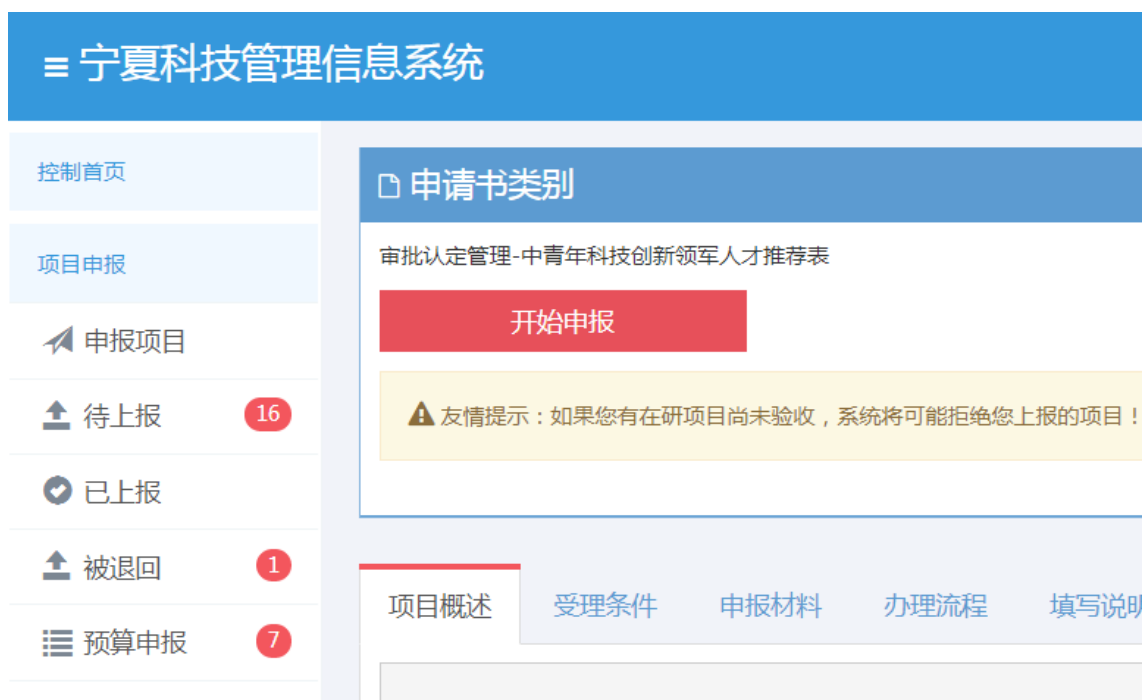 宁夏科技管理信息系统
控制首页
项目申报
申报项目
待上报 16
已上报
被退回 1
预算申报 7
申请书类别
审批认定管理-中青年科技创新领军人才推荐表
开始申报
友情提示：如果您有在研项目尚未验收，系统将可能拒绝您上报的项目！
项目概述 受理条件 申报材料 办理流程 填写说明